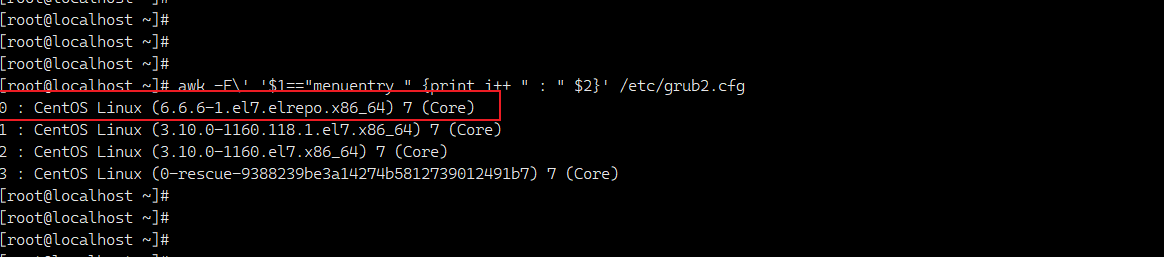 [root@localhost ~]#
[root@localhost ~]#
[root@localhost ~]#
[root@localhost ~]#
[root@localhost ~]# awk -F\' '$1=="menuentry " {print i++ " : " $2}' /etc/grub2.cfg
0 : CentOS Linux (6.6.6-1.el7.elrepo.x86_64) 7 (Core)
1 : CentOS Linux (3.10.0-1160.118.1.el7.x86_64) 7 (Core)
2 : CentOS Linux (3.10.0-1160.el7.x86_64) 7 (Core)
3 : CentOS Linux (0-rescue-9388239be3a14274b5812739012491b7) 7 (Core)
[root@localhost ~]#
[root@localhost ~]#
[root@localhost ~]#